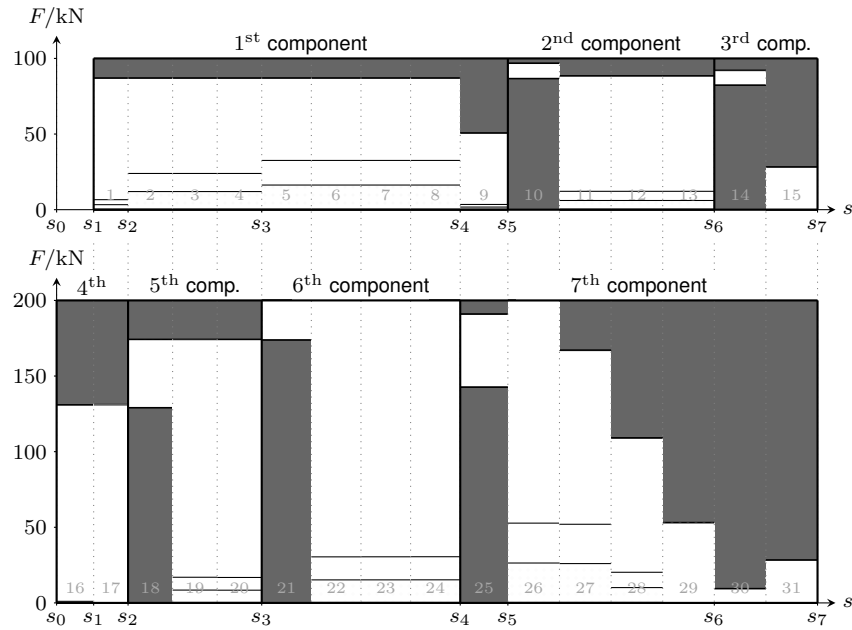 F/kN
1st component 2nd component 3rd comp.
100
50
0
1 2 3 4 5 6 7 8 9 10 11 12 13 14 15
s
s0 s1 s2 s3 s4 s5 s6 s7
F/kN
4th 5th comp. 6th component 7th component
200
150
100
50
0
16 17 18 19 20 21 22 23 24 25 26 27 28 29 30 31
s
s0 s1 s2 s3 s4 s5 s6 s7